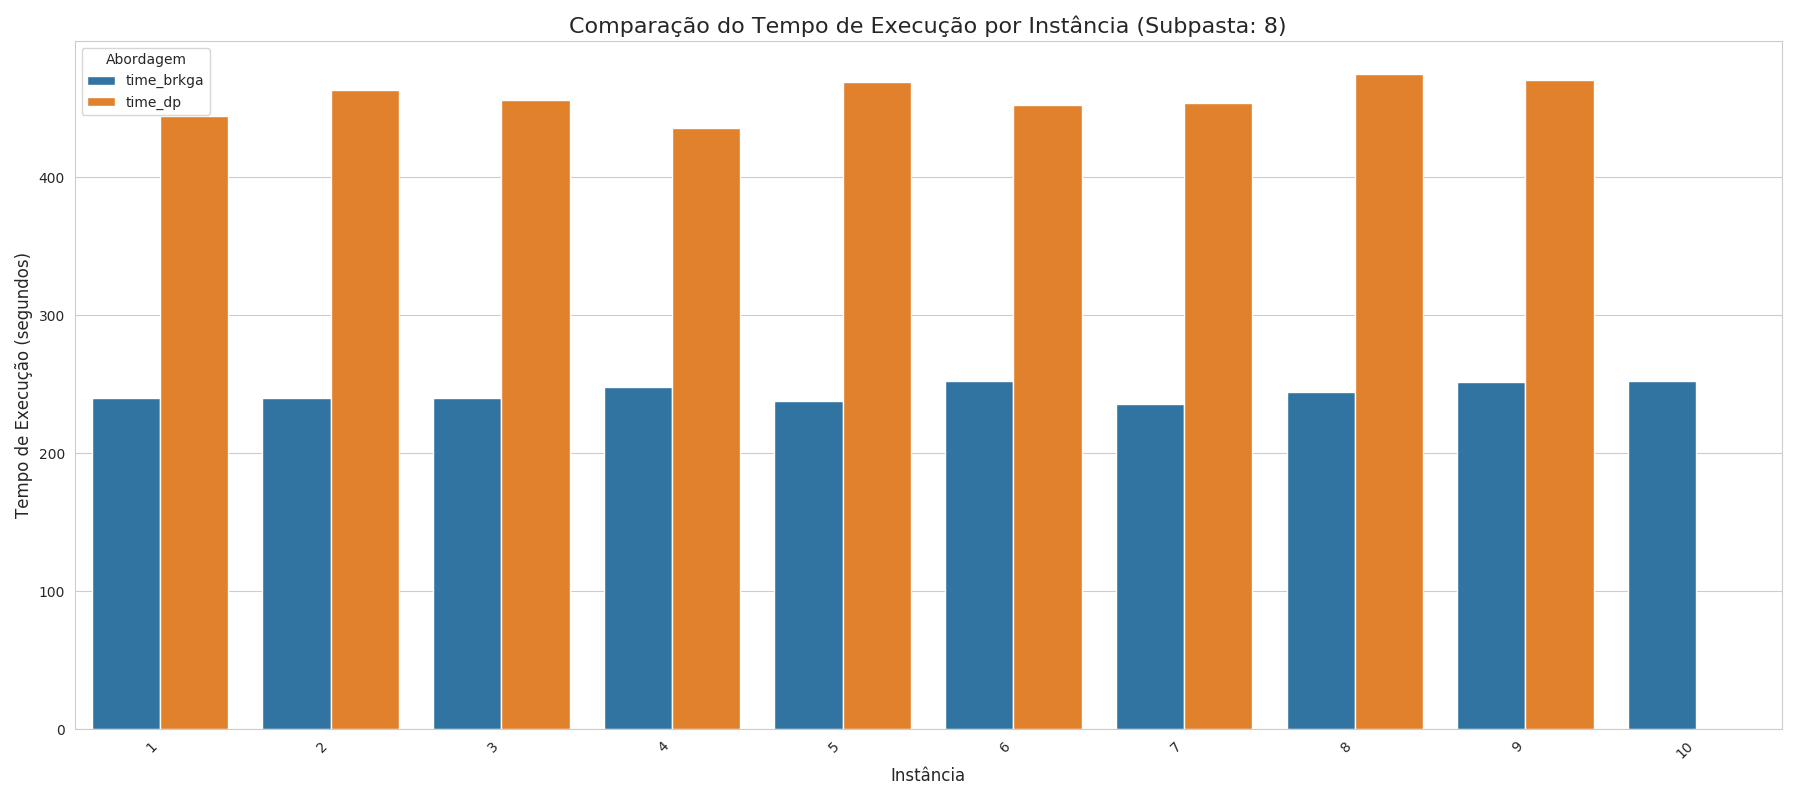 Comparação do Tempo de Execução por Instância (Subpasta: 8)
Abordagem
time_brkga
time_dp
Tempo de Execução (segundos)
400
300
200
100
0
1
2
3
4
5
6
7
8
9
10
Instância